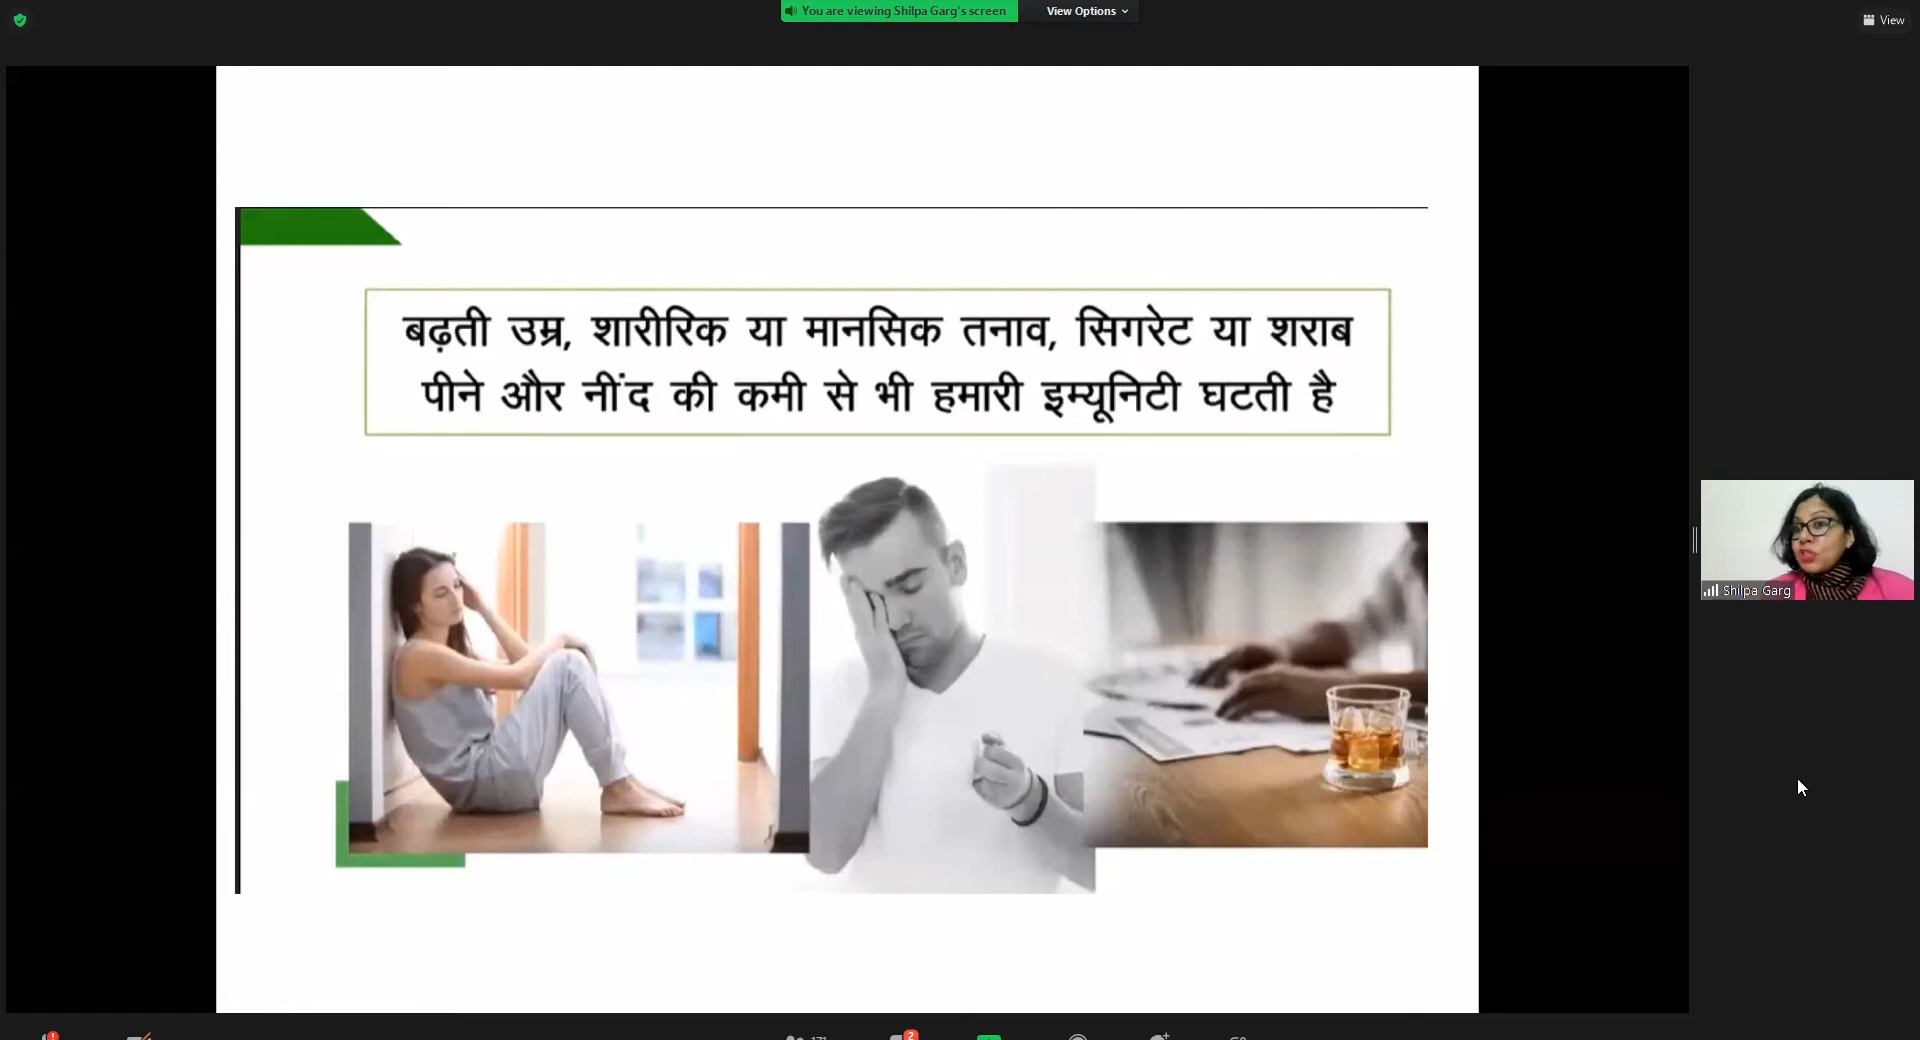 You are viewing Shilpa Garg's screen
View Options
View
बढ़ती उम्र, शारीरिक या मानसिक तनाव, सिगरेट या शराब
पीने और नींद की कमी से भी हमारी इम्यूनिटी घटती है
Shilpa Garg
2